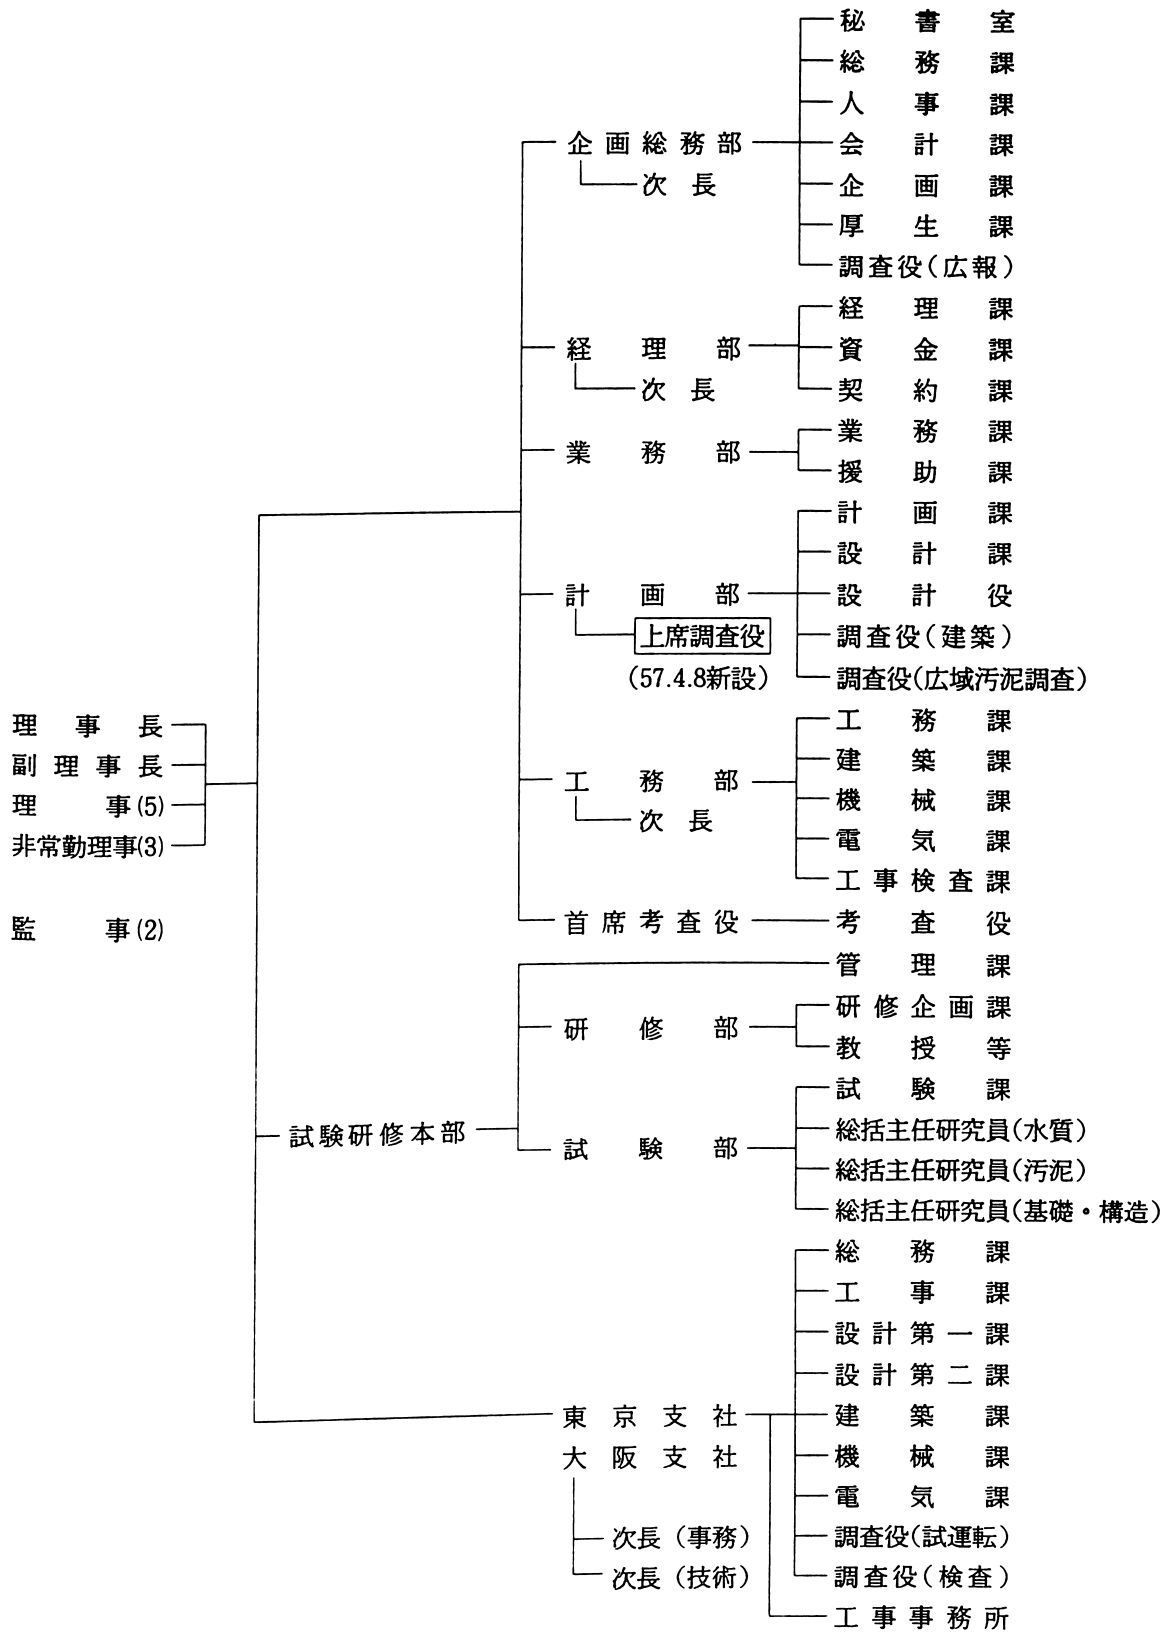 秘書室
総務課
人事課
企画総務部
会計課
次長
企画課
厚生課
調査役(広報)
経理課
経理部
資金課
次長
契約課
業務課
業務部
援助課
計画課
設計課
計画部
設計役
上席調査役
調査役(建築)
(57.4.8新設)
調査役(広域汚泥調査)
理事長
副理事長
理事(5)
非常勤理事(3)
監事(2)
工務課
建築課
工務部
機械課
次長
電気課
工事検査課
首席考査役
考査役
管理課
研修企画課
研修部
教授等
試験課
試験研修本部
総括主任研究員(水質)
試験部
総括主任研究員(汚泥)
総括主任研究員(基礎・構造)
総務課
工事課
設計第一課
設計第二課
東京支社
建築課
大阪支社
機械課
電気課
次長(事務)
調査役(試運転)
次長(技術)
調査役(検査)
工事事務所